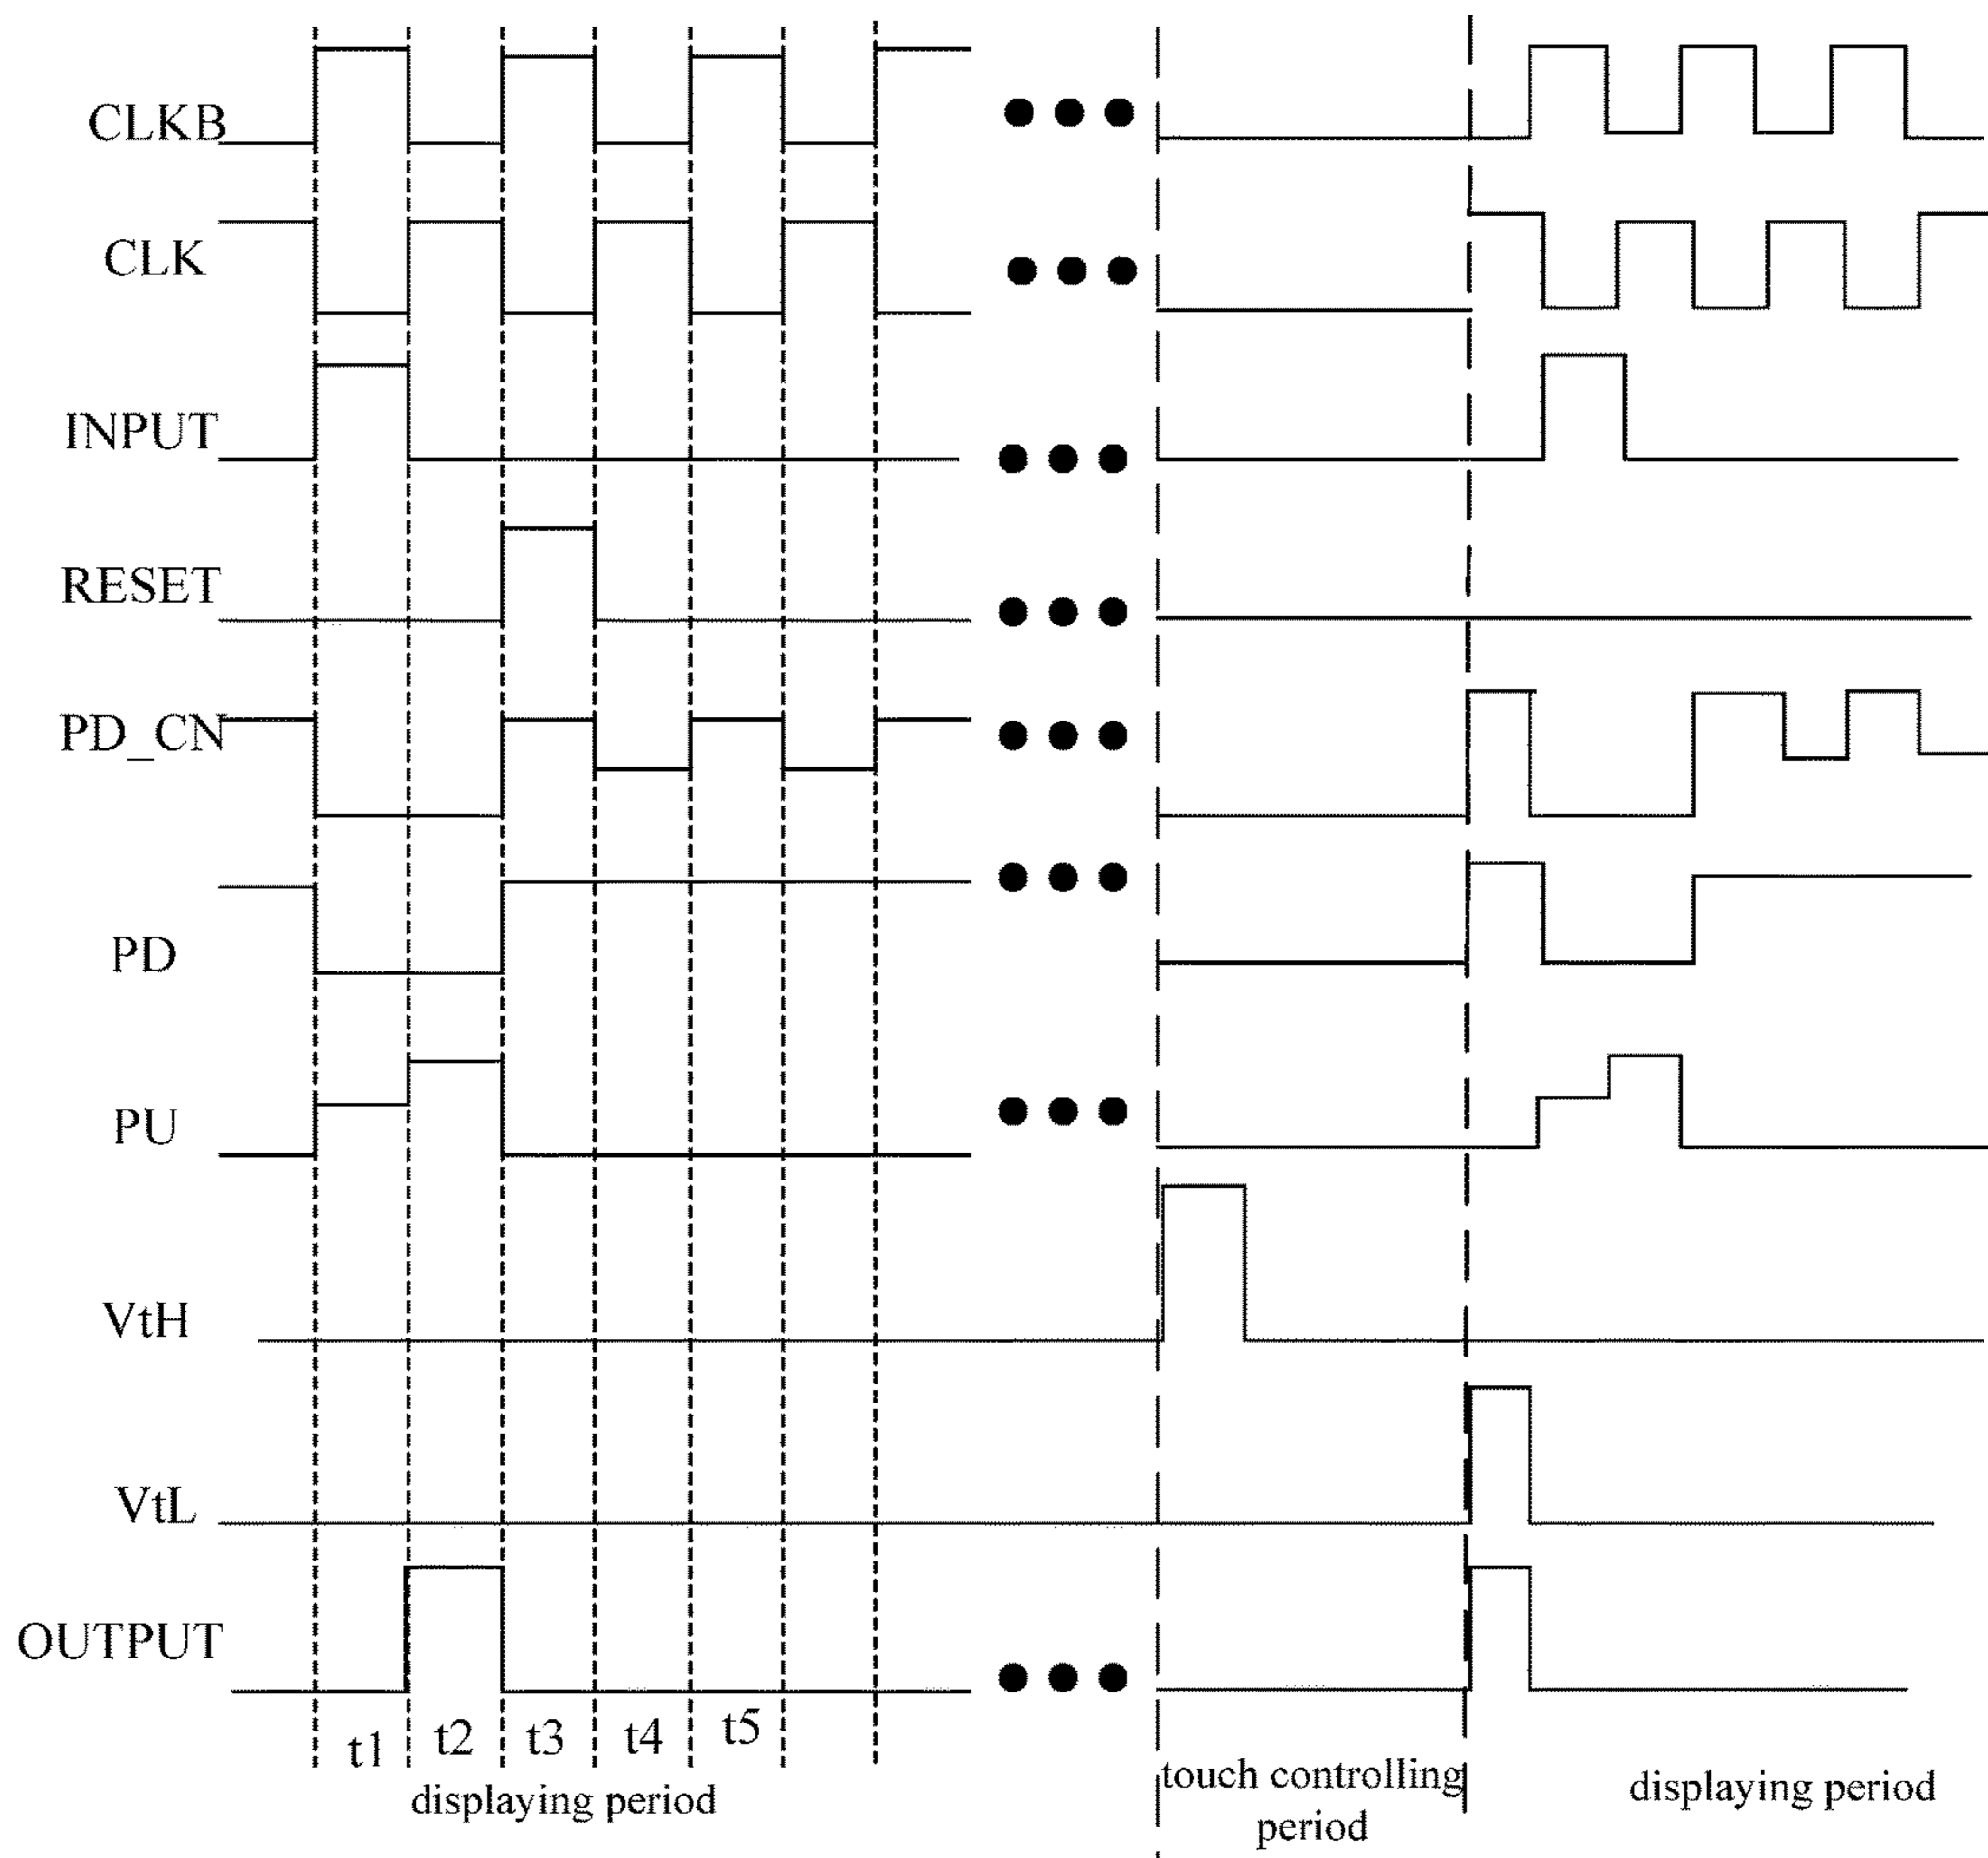 CLKB
CLK
INPUT
RESET
PD_CN
PD
PU
VtH
VtL
OUTPUT
t1 t2 t3 t4 t5
displaying period
touch controlling
period
displaying period